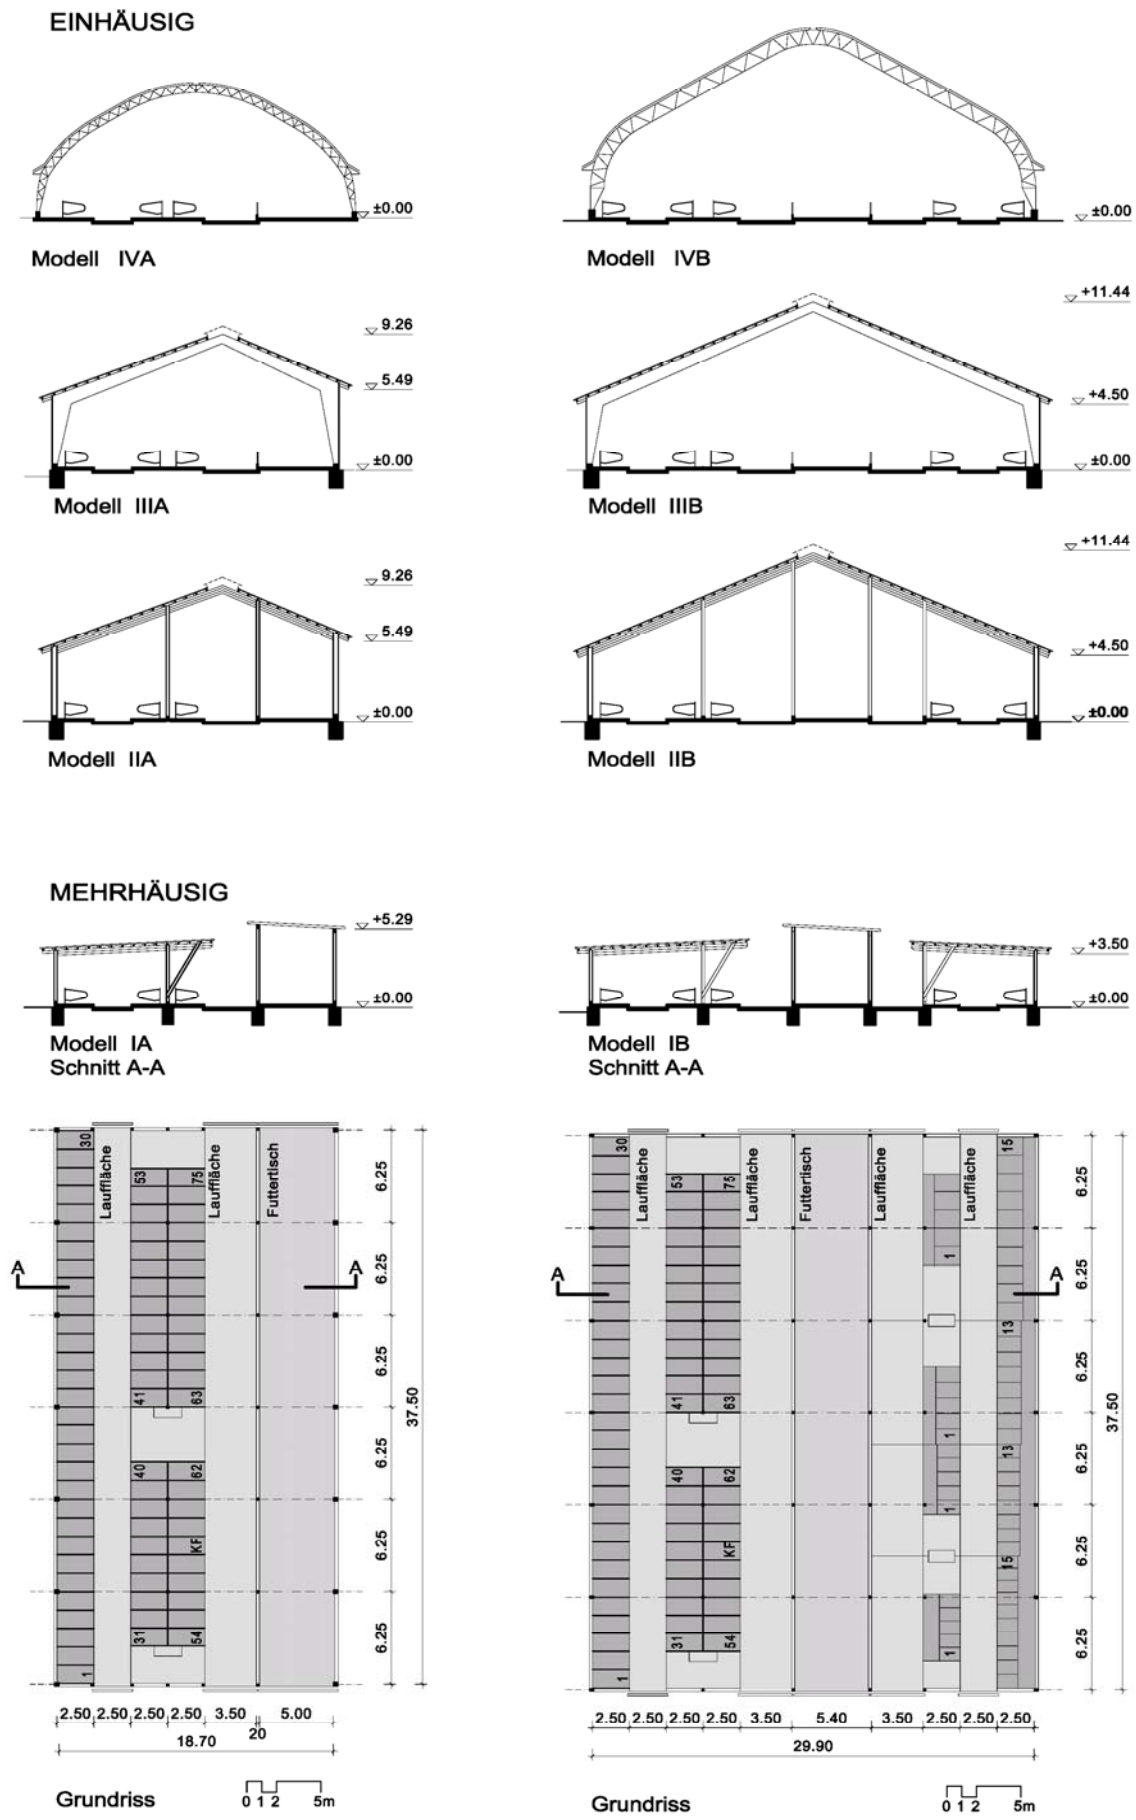 EINHÄUSIG
±0.00
±0.00
Modell IVA
Modell IVB
9.26
5.49
±0.00
+11.44
+4.50
±0.00
Modell IIIA
Modell IIIB
9.26
5.49
±0.00
+11.44
+4.50
±0.00
Modell IIA
Modell IIB
MEHRHÄUSIG
+5.29
±0.00
+3.50
±0.00
Modell IA
Schnitt A-A
Modell IB
Schnitt A-A
30
Lauffläche
53
75
Lauffläche
Futtertisch
A
A
41
63
40
62
KF
31
54
1
6.25
6.25
6.25
6.25
6.25
6.25
37.50
2.50 2.50 2.50 2.50 3.50 5.00
20
18.70
Grundriss
0 1 2 5m
30
Lauffläche
53
75
Lauffläche
Futtertisch
Lauffläche
Lauffläche
15
1
A
A
13
41
63
1
13
40
62
1
KF
15
31
54
1
1
6.25
6.25
6.25
6.25
6.25
6.25
37.50
2.50 2.50 2.50 2.50 3.50 5.40 3.50 2.50 2.50 2.50
29.90
Grundriss
0 1 2 5m